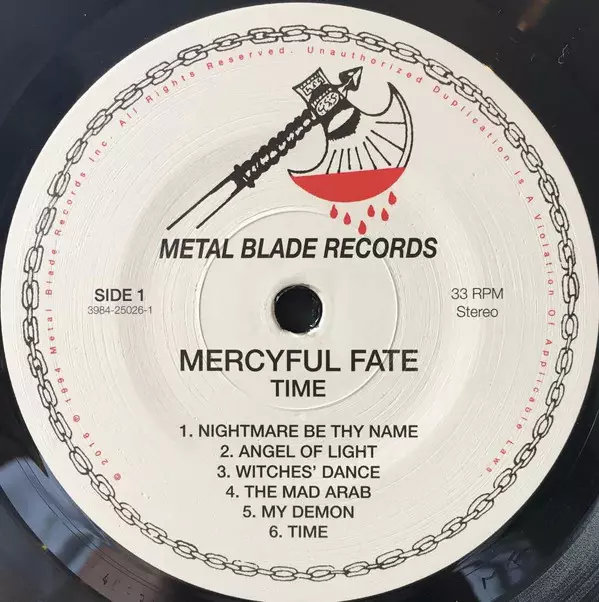 ℗ 2016 © 1994 Metal Blade Records Inc. All Rights Reserved. Unauthorized Duplication Is A Violation Of Applicable Laws
METAL BLADE RECORDS
SIDE 1
3984-25026-1
33 RPM
Stereo
MERCYFUL FATE
TIME
1. NIGHTMARE BE THY NAME
2. ANGEL OF LIGHT
3. WITCHES' DANCE
4. THE MAD ARAB
5. MY DEMON
6. TIME